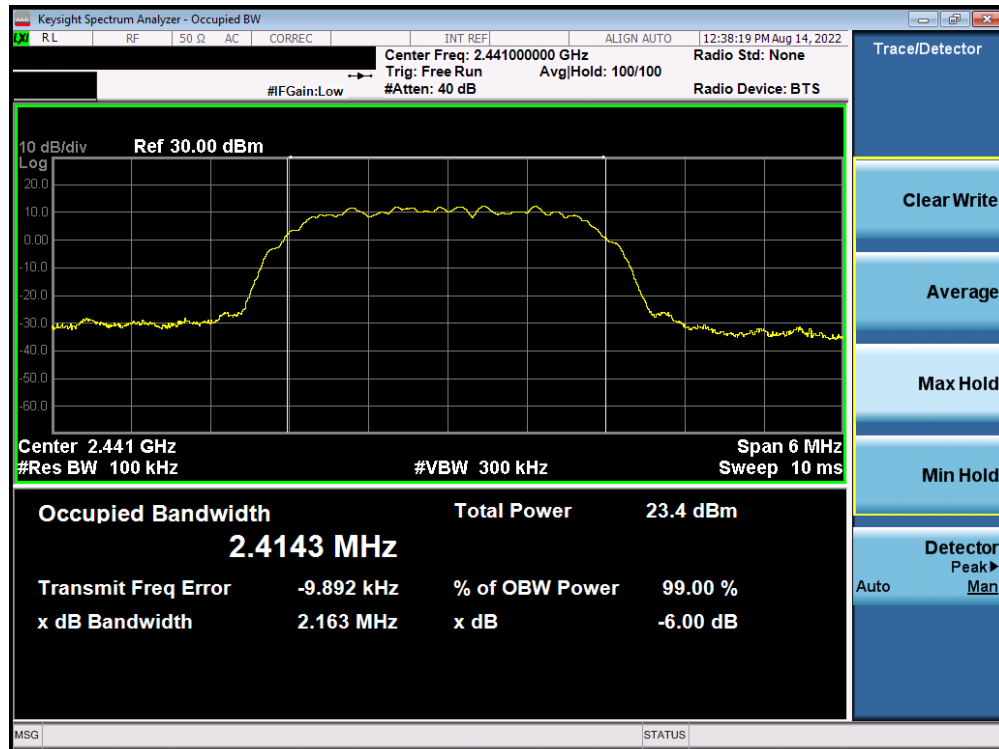 Keysight Spectrum Analyzer - Occupied BW
LXI RL RF 50 Ω AC CORREC INT REF ALIGN AUTO 12:38:19 PM Aug 14, 2022
Center Freq: 2.441000000 GHz Radio Std: None
Trig: Free Run Avg|Hold: 100/100
#IFGain:Low #Atten: 40 dB Radio Device: BTS
10 dB/div Ref 30.00 dBm
Log
20.0
10.0
0.00
-10.0
-20.0
-30.0
-40.0
-50.0
-60.0
Center 2.441 GHz Span 6 MHz
#Res BW 100 kHz #VBW 300 kHz Sweep 10 ms
Occupied Bandwidth Total Power 23.4 dBm
2.4143 MHz
Transmit Freq Error -9.892 kHz % of OBW Power 99.00 %
x dB Bandwidth 2.163 MHz x dB -6.00 dB
MSG STATUS
Trace/Detector
Clear Write
Average
Max Hold
Min Hold
Detector
Peak▶
Auto Man